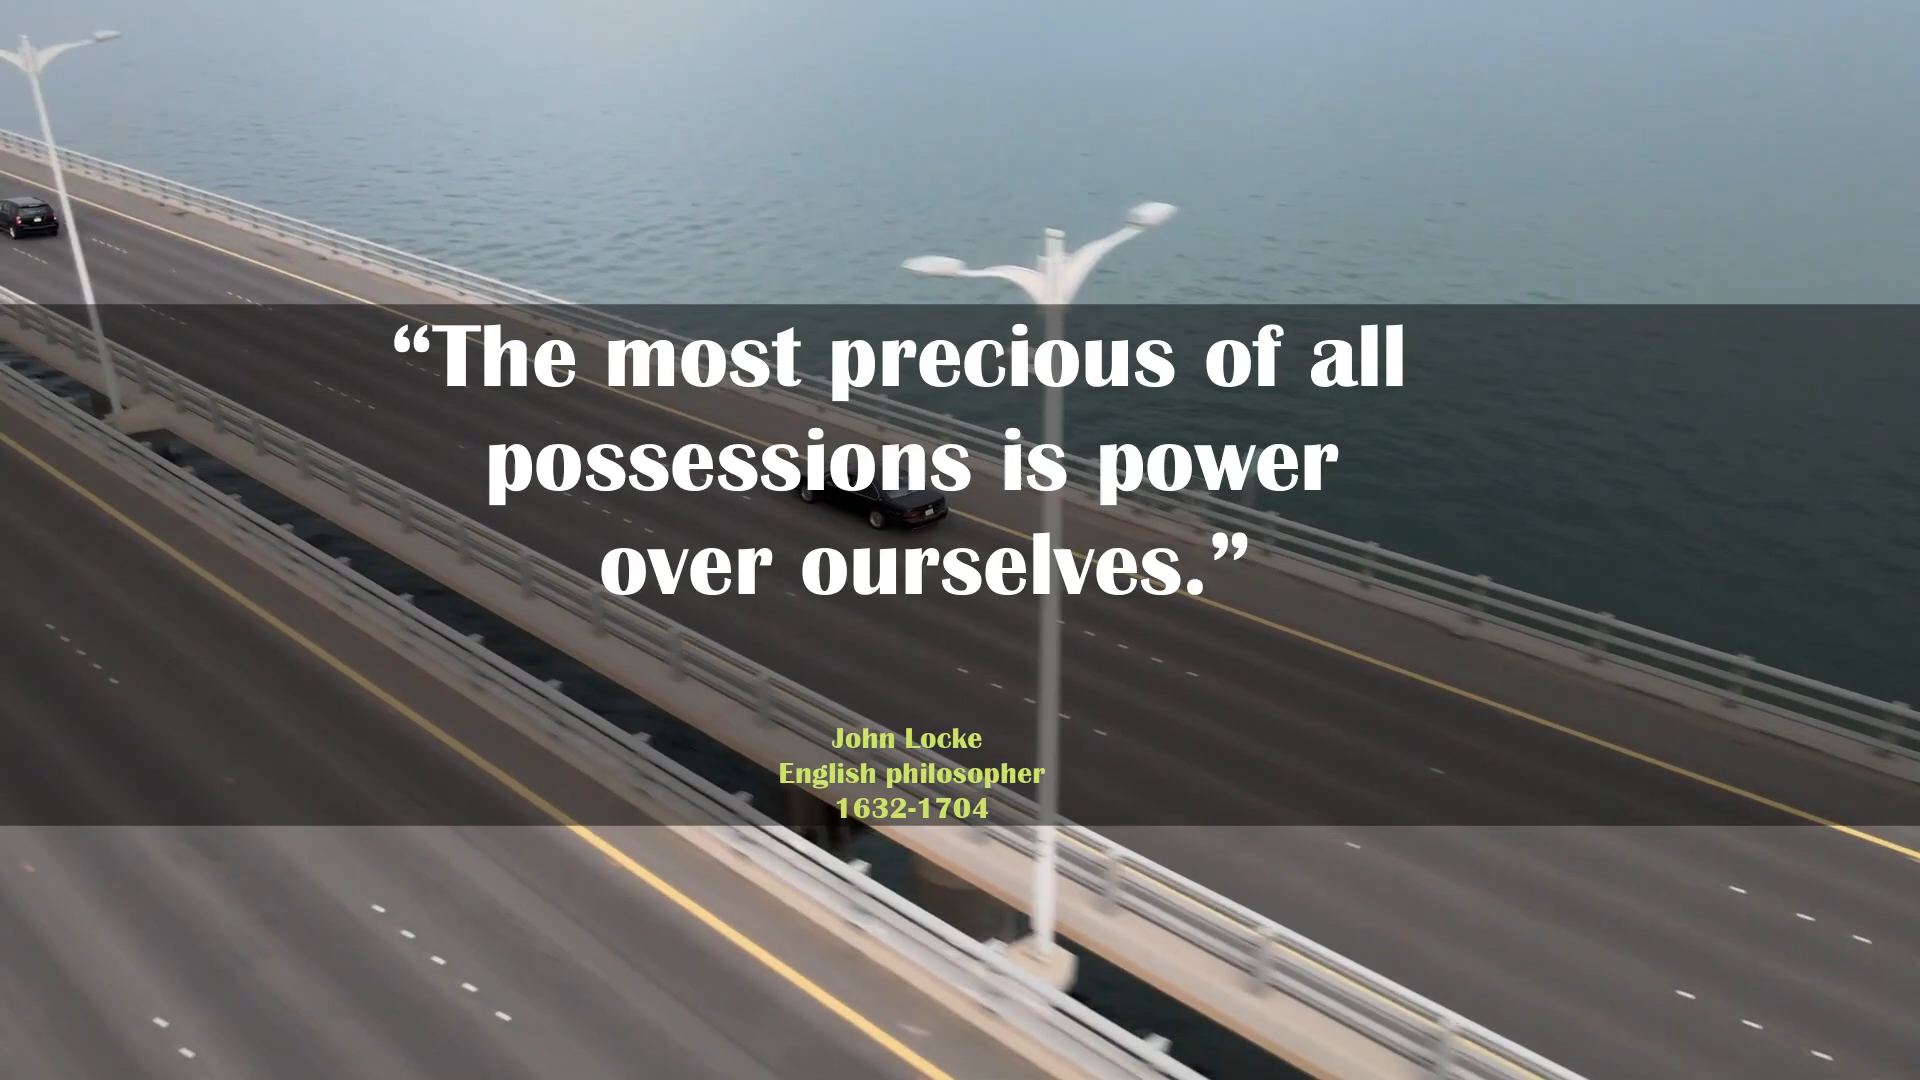 “The most precious of all
possessions is power
over ourselves.”
John Locke
English philosopher
1632-1704